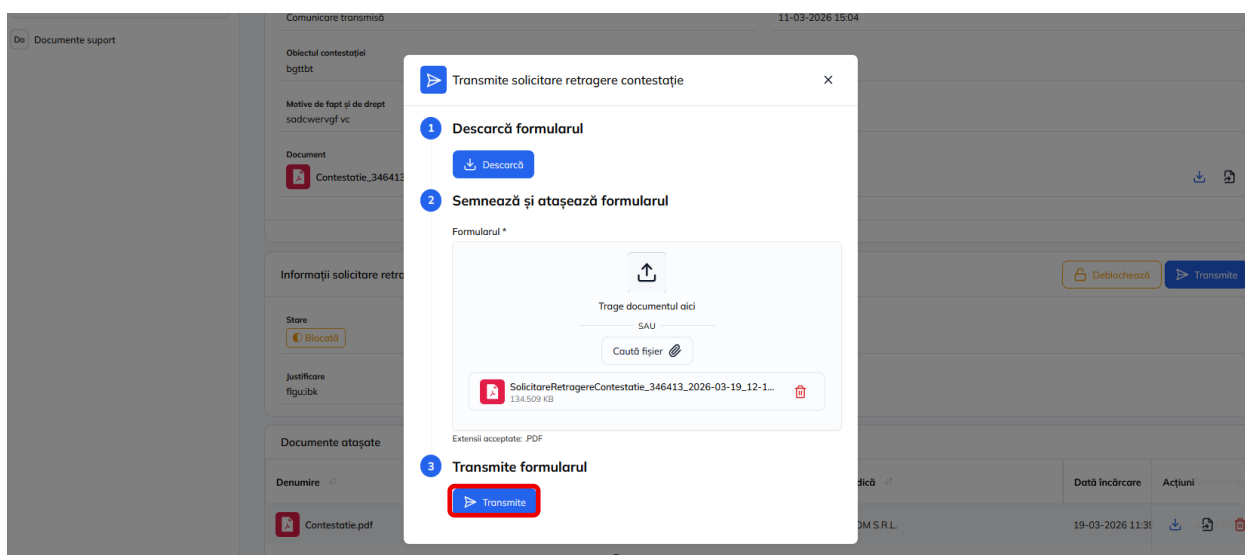 Comunicare transmisă
11-03-2026 15:04
Do Documente suport
Obiectul contestației
bgttbt
Transmite solicitare retragere contestație
Motive de fapt și de drept
sadcwervgf vc
1 Descarcă formularul
Document
Descarcă
Contestatie_346413
2 Semnează și atașează formularul
Formularul *
Informații solicitare retra
Deblochează
Transmite
Trage documentul aici
Stare
SAU
Blocată
Caută fișier
Justificare
flgu;ibk
SolicitareRetragereContestatie_346413_2026-03-19_12-1...
134.509 KB
Documente atașate
Extensii acceptate: .PDF
3 Transmite formularul
Denumire
dică
Dată încărcare
Acțiuni
Transmite
Contestatie.pdf
OM S.R.L.
19-03-2026 11:39